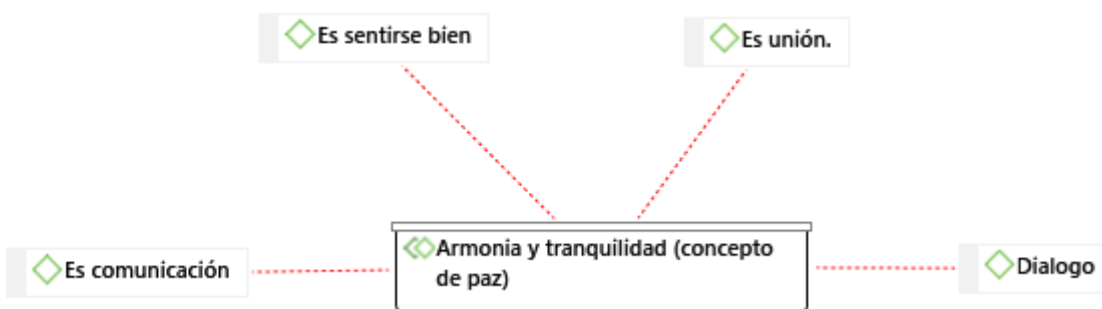 Es sentirse bien
Es unión.
Armonia y tranquilidad (concepto
de paz)
Es comunicación
Dialogo